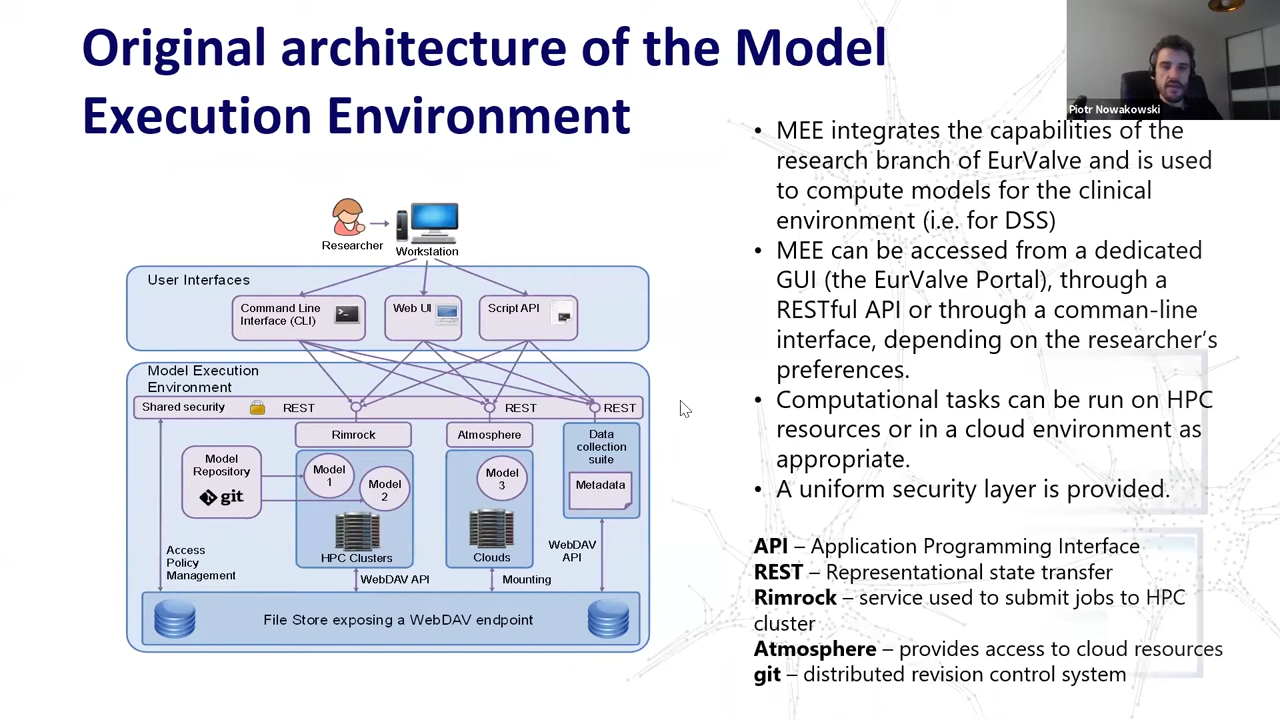 Original architecture of the Model
Execution Environment
Piotr Nowakowski
Researcher
Workstation
User Interfaces
Command Line
Interface (CLI)
Web UI
Script API
Model Execution
Environment
Shared security
REST
REST
REST
Rimrock
Atmosphere
Data
collection
suite
Metadata
Model
Repository
git
Model
1
Model
2
Model
3
HPC Clusters
Clouds
Access
Policy
Management
WebDAV API
Mounting
WebDAV
API
File Store exposing a WebDAV endpoint
• MEE integrates the capabilities of the
research branch of EurValve and is used
to compute models for the clinical
environment (i.e. for DSS)
• MEE can be accessed from a dedicated
GUI (the EurValve Portal), through a
RESTful API or through a comman-line
interface, depending on the researcher's
preferences.
• Computational tasks can be run on HPC
resources or in a cloud environment as
appropriate.
• A uniform security layer is provided.
API – Application Programming Interface
REST – Representational state transfer
Rimrock – service used to submit jobs to HPC
cluster
Atmosphere – provides access to cloud resources
git – distributed revision control system